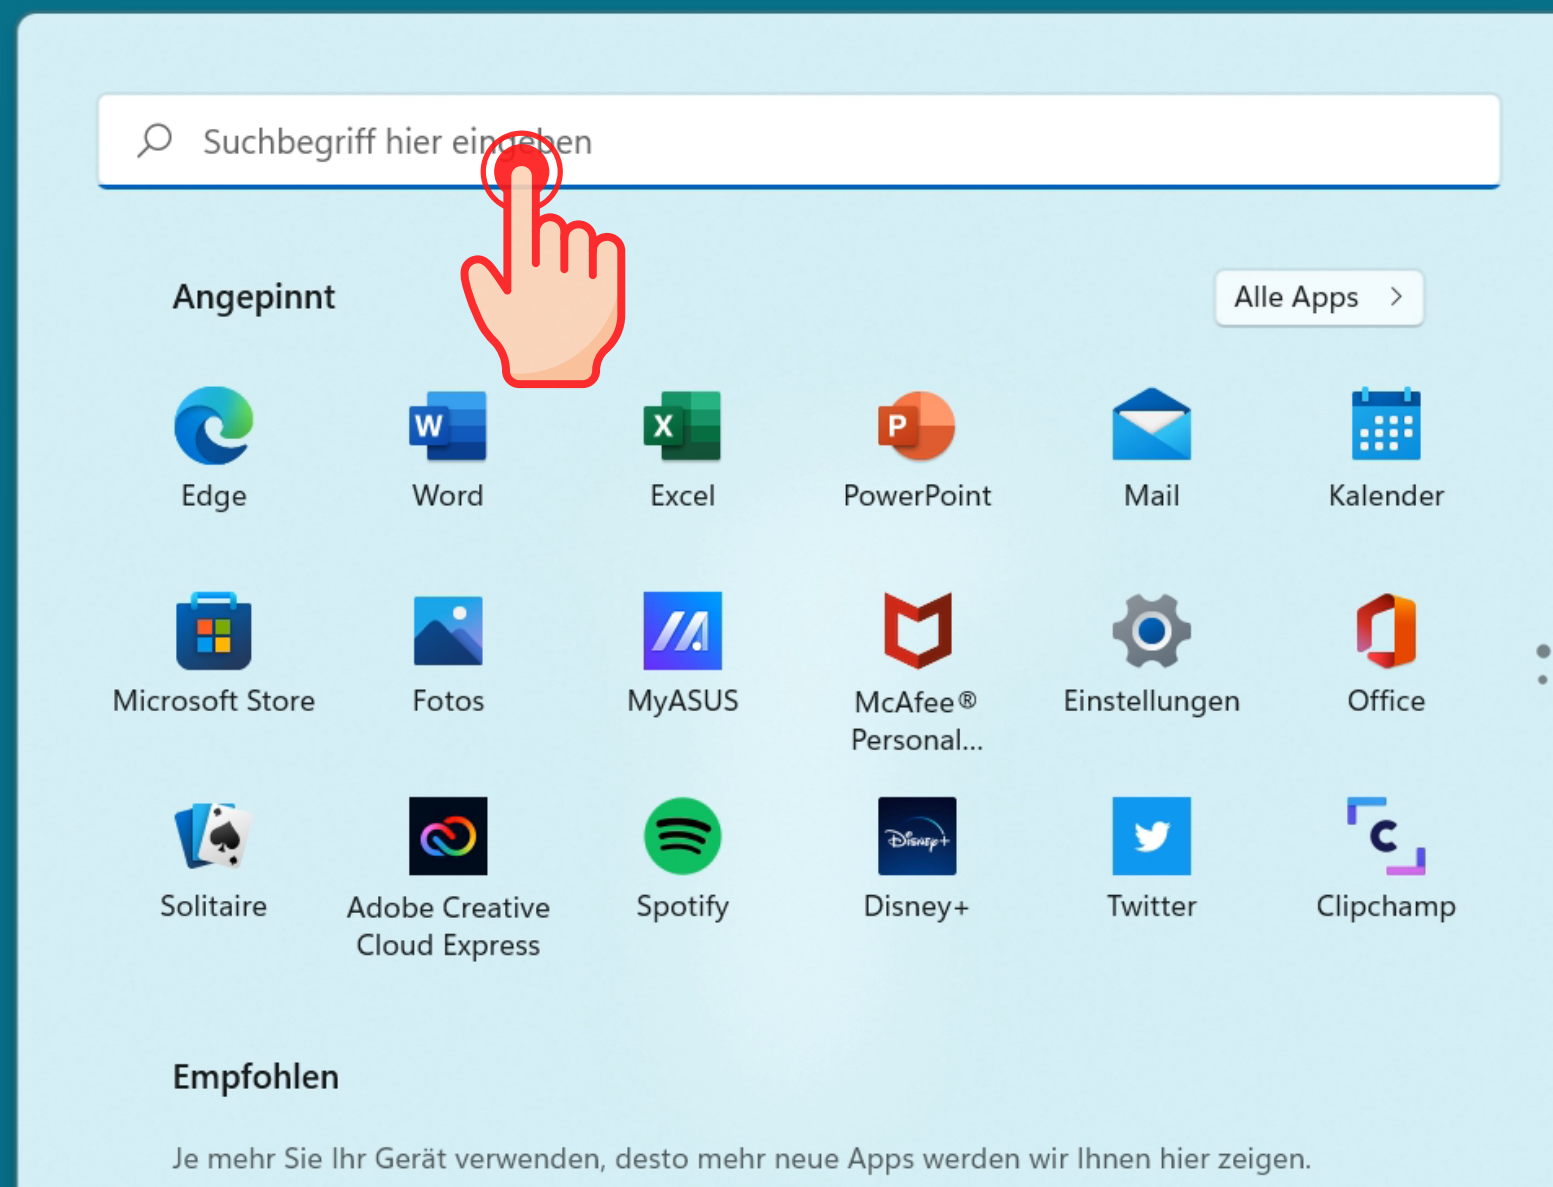 Suchbegriff hier eingeben
Angepinnt
Alle Apps
Edge
Word
Excel
PowerPoint
Mail
Kalender
Microsoft Store
Fotos
MyASUS
McAfee®
Personal...
Einstellungen
Office
Solitaire
Adobe Creative
Cloud Express
Spotify
Disney+
Disney+
Twitter
Clipchamp
Empfohlen
Je mehr Sie Ihr Gerät verwenden, desto mehr neue Apps werden wir Ihnen hier zeigen.